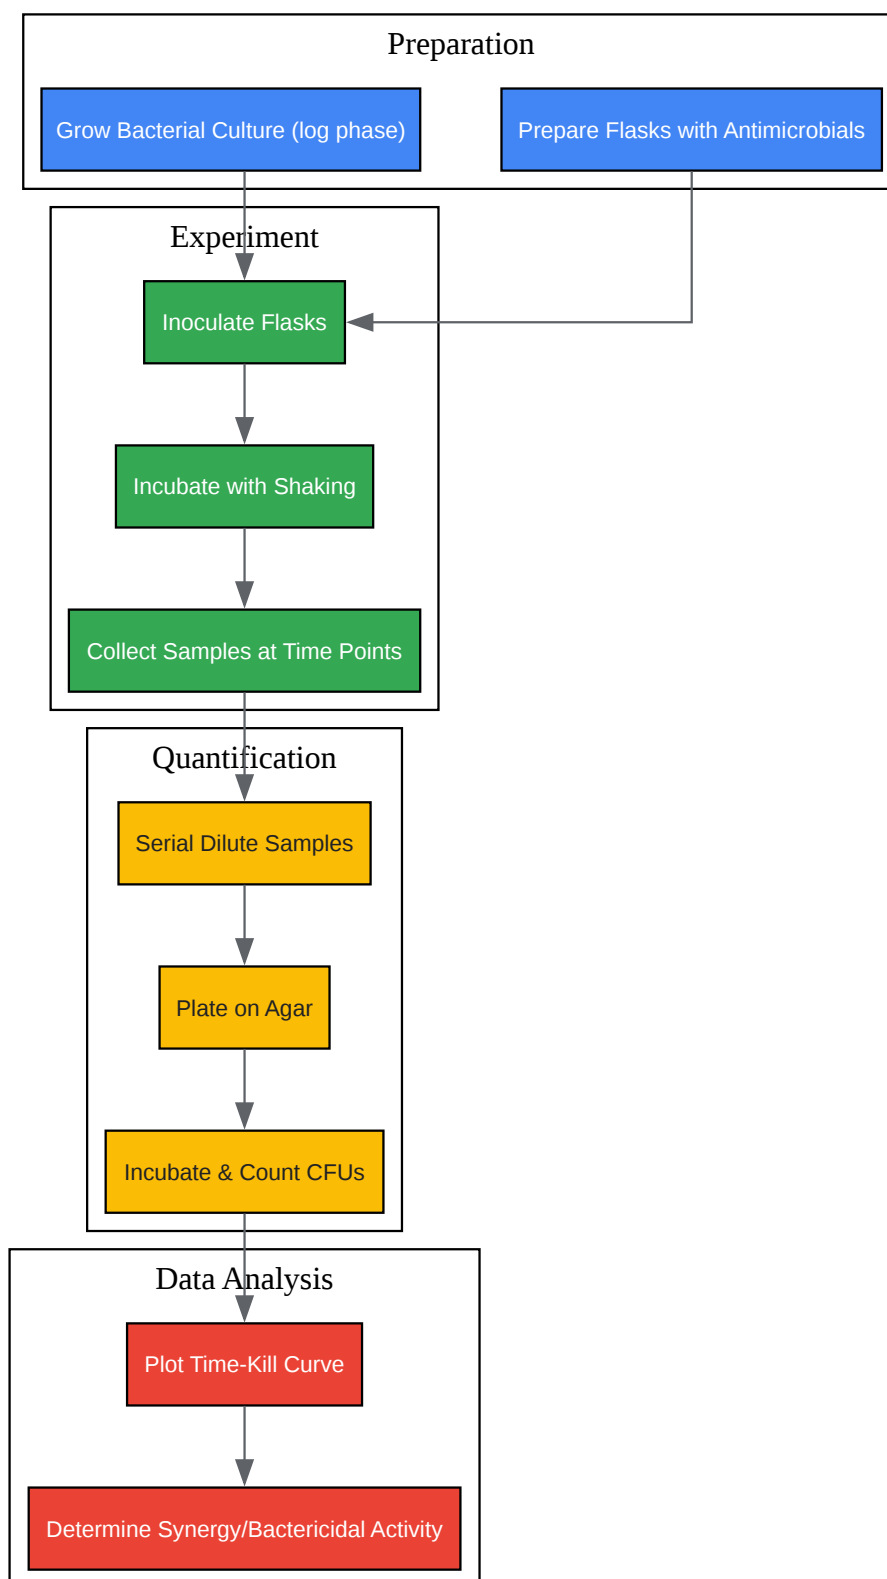 Preparation
Grow Bacterial Culture (log phase)
Prepare Flasks with Antimicrobials
Experiment
Inoculate Flasks
Incubate with Shaking
Collect Samples at Time Points
Quantification
Serial Dilute Samples
Plate on Agar
Incubate & Count CFUs
Data Analysis
Plot Time-Kill Curve
Determine Synergy/Bactericidal Activity